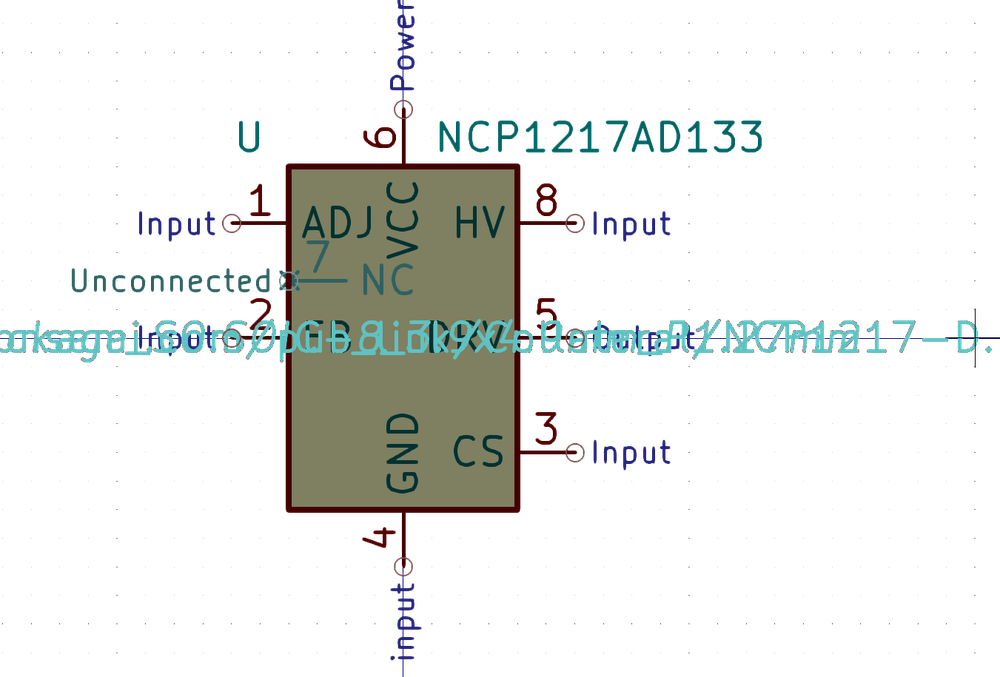 Power
U
6
NCP1217AD133
Input
1
ADJ
VCC
HV
8
Input
7
Unconnected
NC
Input
2
FB
DRV
5
Output
GND
CS
3
Input
4
input